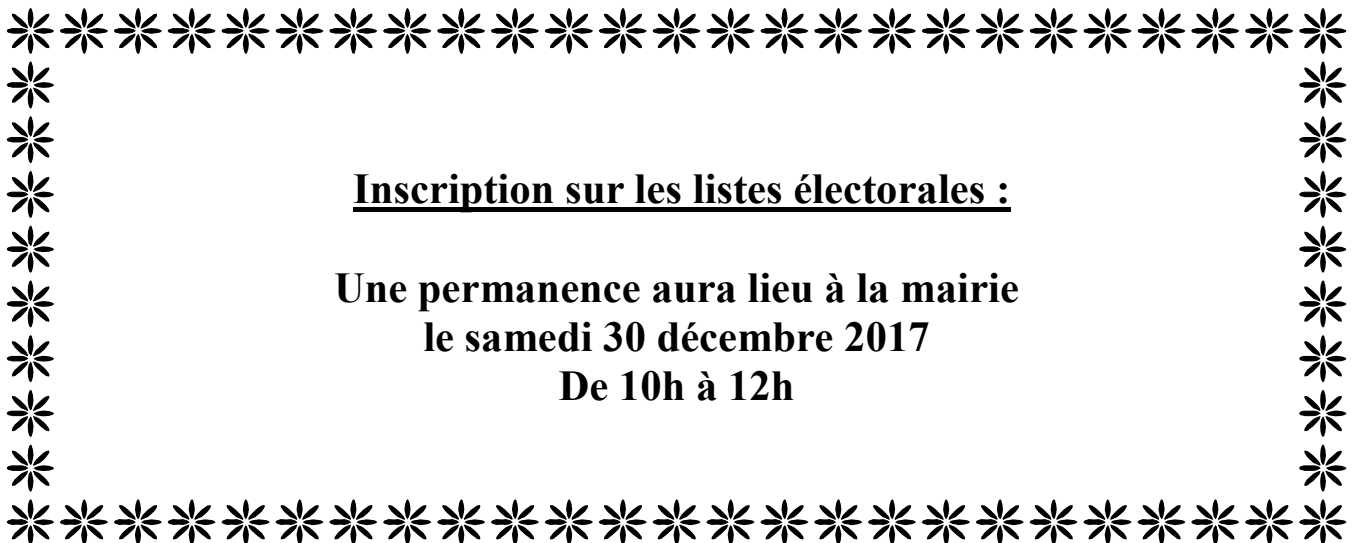 Inscription sur les listes électorales :
Une permanence aura lieu à la mairie
le samedi 30 décembre 2017
De 10h à 12h